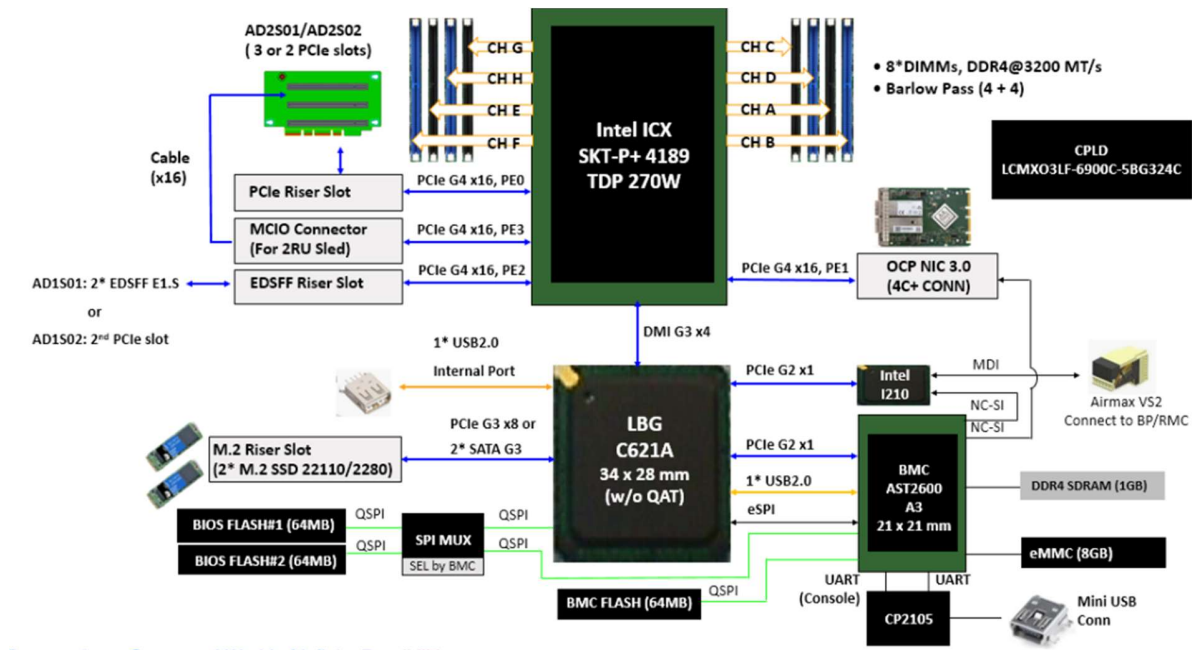 AD2S01/AD2S02
( 3 or 2 PCIe slots)
Cable
(x16)
CH G
CH H
CH E
CH F
Intel ICX
SKT-P+ 4189
TDP 270W
CH C
CH D
CH A
CH B
• 8*DIMMs, DDR4@3200 MT/s
• Barlow Pass (4 + 4)
CPLD
LCMXO3LF-6900C-5BG324C
PCIe Riser Slot
PCIe G4 x16, PE0
MCIO Connector
(For 2RU Sled)
PCIe G4 x16, PE3
EDSFF Riser Slot
PCIe G4 x16, PE2
AD1S01: 2* EDSFF E1.S
or
AD1S02: 2nd PCIe slot
PCIe G4 x16, PE1
OCP NIC 3.0
(4C+ CONN)
DMI G3 x4
1* USB2.0
Internal Port
PCIe G3 x8 or
2* SATA G3
M.2 Riser Slot
(2* M.2 SSD 22110/2280)
LBG
C621A
34 x 28 mm
(w/o QAT)
PCIe G2 x1
Intel
I210
MDI
Airmax VS2
Connect to BP/RMC
NC-SI
NC-SI
PCIe G2 x1
1* USB2.0
eSPI
BMC
AST2600
A3
21 x 21 mm
DDR4 SDRAM (1GB)
eMMC (8GB)
BIOS FLASH#1 (64MB)
QSPI
BIOS FLASH#2 (64MB)
QSPI
SPI MUX
SEL by BMC
QSPI
QSPI
BMC FLASH (64MB)
QSPI
UART
(Console)
UART
CP2105
Mini USB
Conn